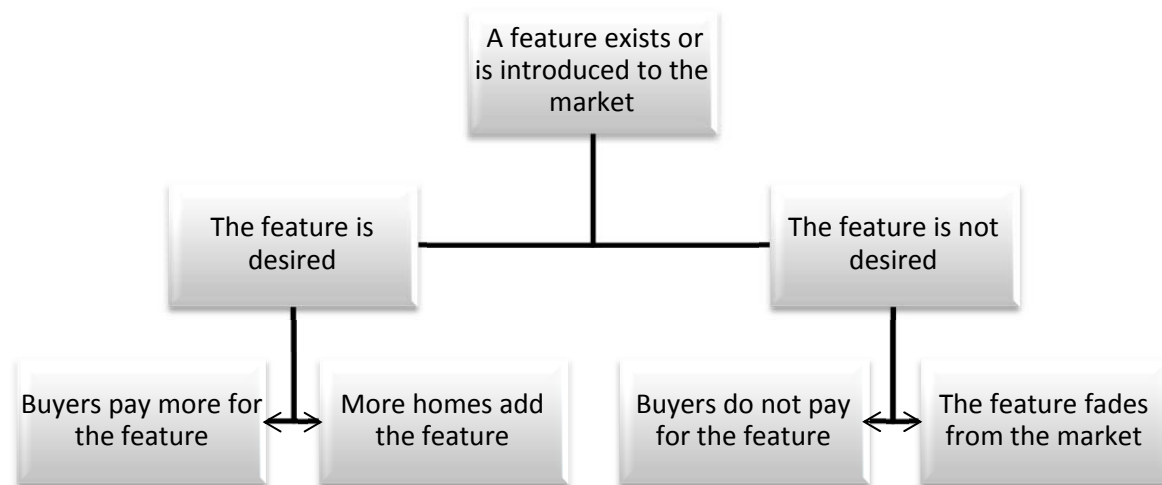 A feature exists or
is introduced to the
market
The feature is
desired
The feature is not
desired
Buyers pay more for
the feature
More homes add
the feature
Buyers do not pay
for the feature
The feature fades
from the market